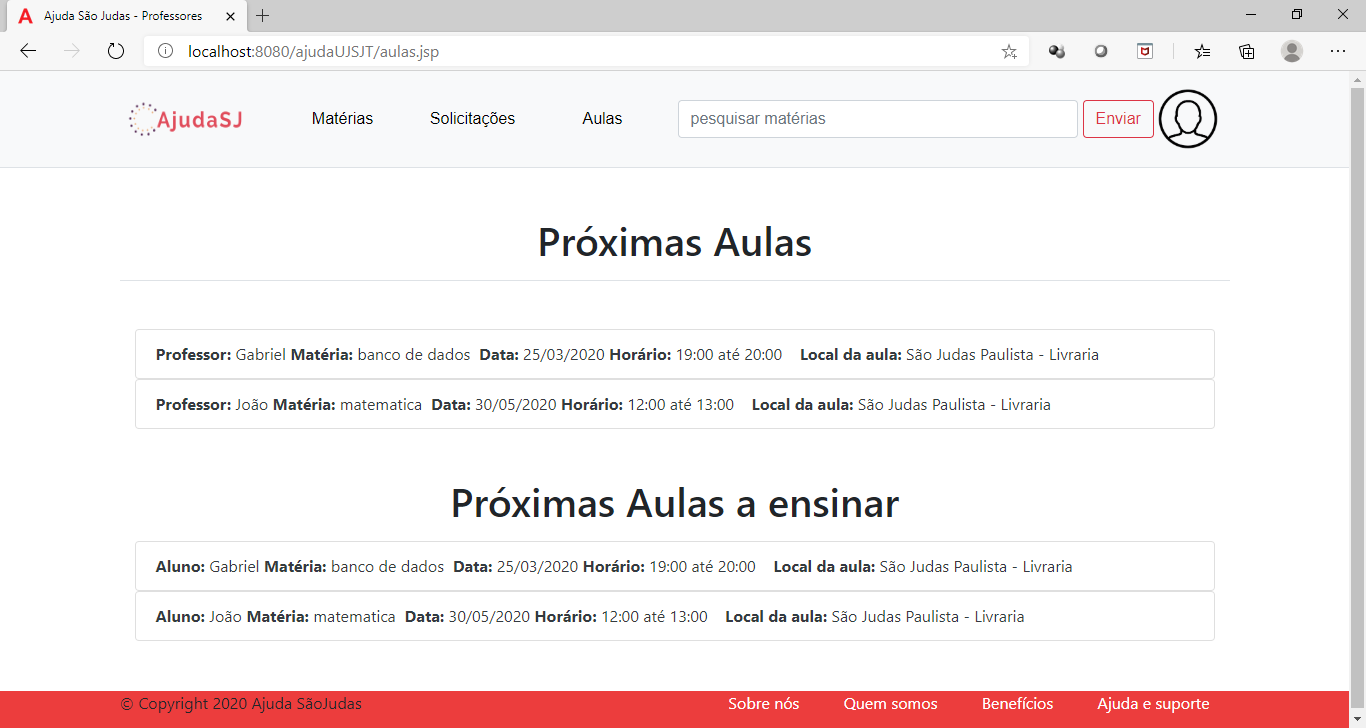 Ajuda São Judas - Professores
localhost:8080/ajudaUJSJT/aulas.jsp
AjudaSJ Matérias Solicitações Aulas pesquisar matérias Enviar
Próximas Aulas
Professor: Gabriel Matéria: banco de dados Data: 25/03/2020 Horário: 19:00 até 20:00 Local da aula: São Judas Paulista - Livraria
Professor: João Matéria: matematica Data: 30/05/2020 Horário: 12:00 até 13:00 Local da aula: São Judas Paulista - Livraria
Próximas Aulas a ensinar
Aluno: Gabriel Matéria: banco de dados Data: 25/03/2020 Horário: 19:00 até 20:00 Local da aula: São Judas Paulista - Livraria
Aluno: João Matéria: matematica Data: 30/05/2020 Horário: 12:00 até 13:00 Local da aula: São Judas Paulista - Livraria
© Copyright 2020 Ajuda SãoJudas Sobre nós Quem somos Benefícios Ajuda e suporte